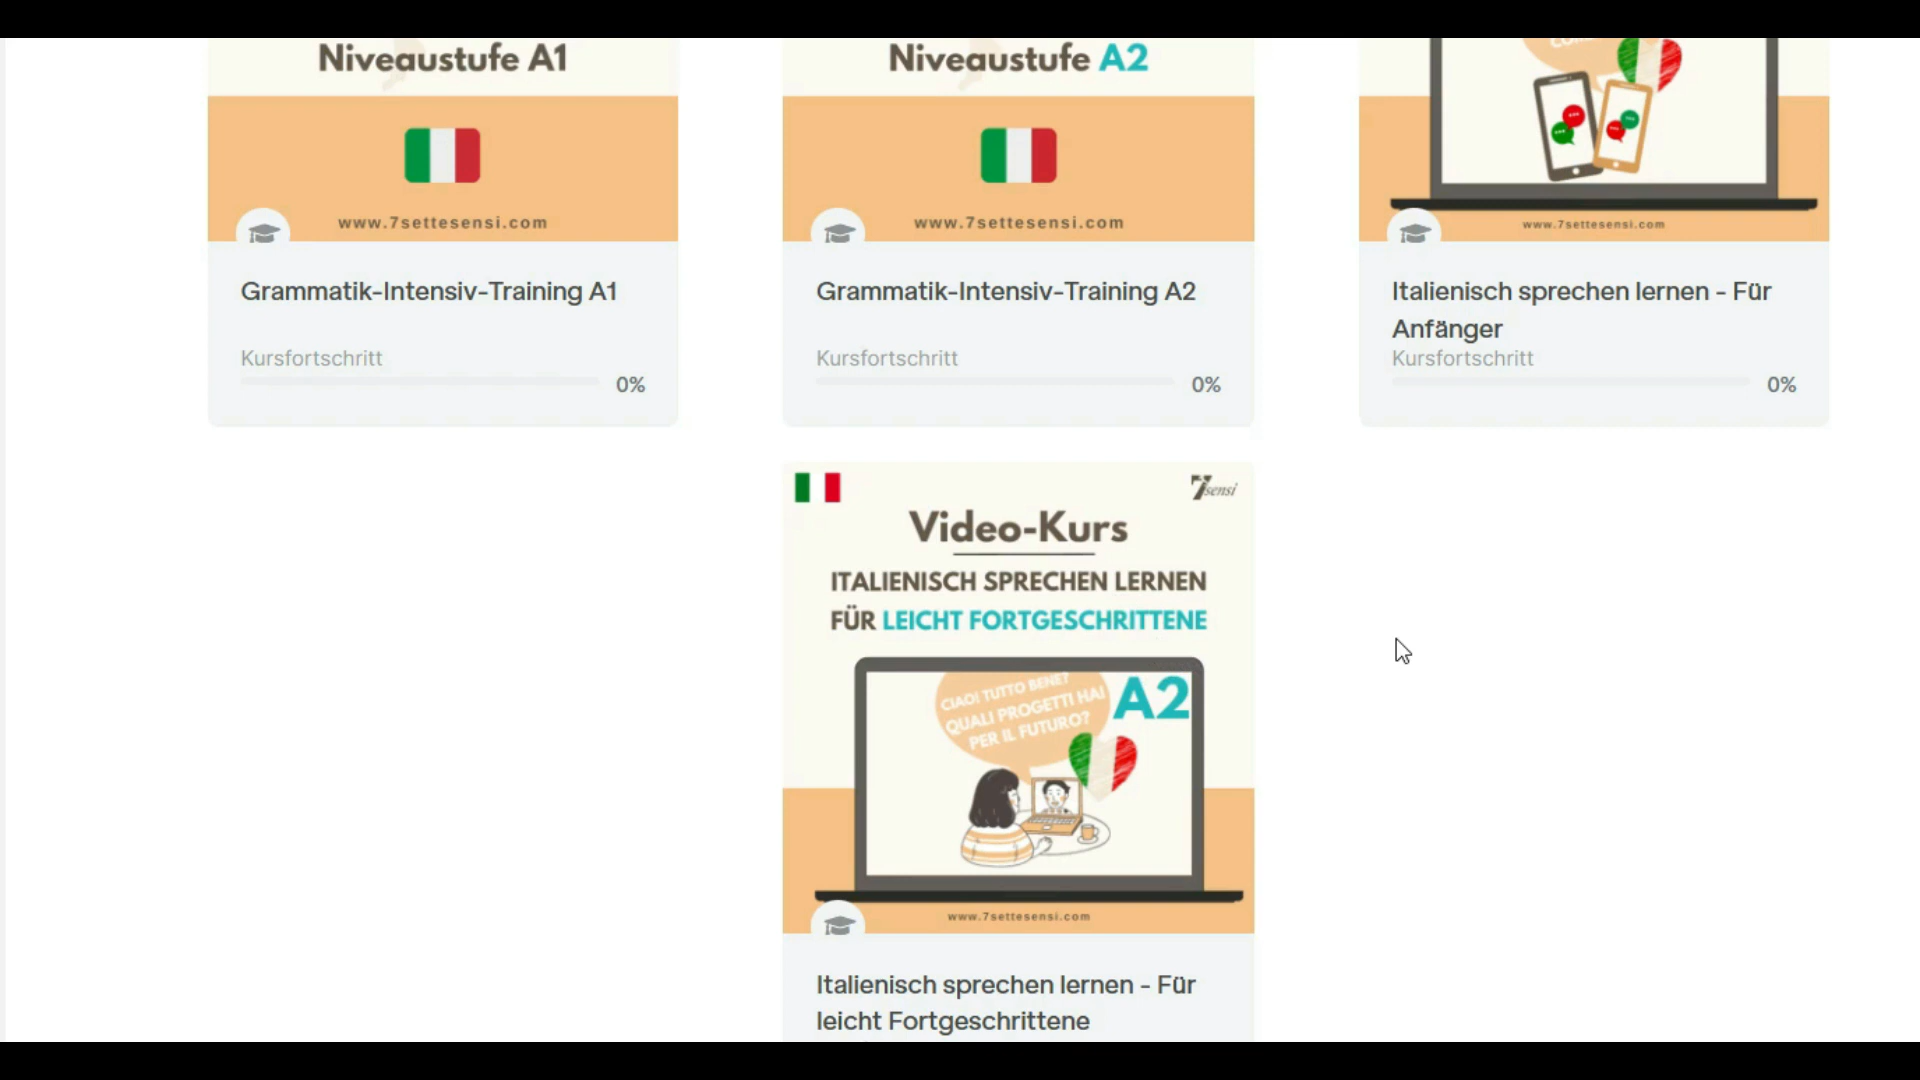 Niveaustufe A1
www.7settesensi.com
Grammatik-Intensiv-Training A1
Kursfortschritt
0%
Niveaustufe A2
www.7settesensi.com
Grammatik-Intensiv-Training A2
Kursfortschritt
0%
www.7settesensi.com
Italienisch sprechen lernen - Für
Anfänger
Kursfortschritt
0%
7sensi
Video-Kurs
ITALIENISCH SPRECHEN LERNEN
FÜR LEICHT FORTGESCHRITTENE
CIAO! TUTTO BENE?
QUALI PROGETTI HAI
PER IL FUTURO?
A2
www.7settesensi.com
Italienisch sprechen lernen - Für
leicht Fortgeschrittene